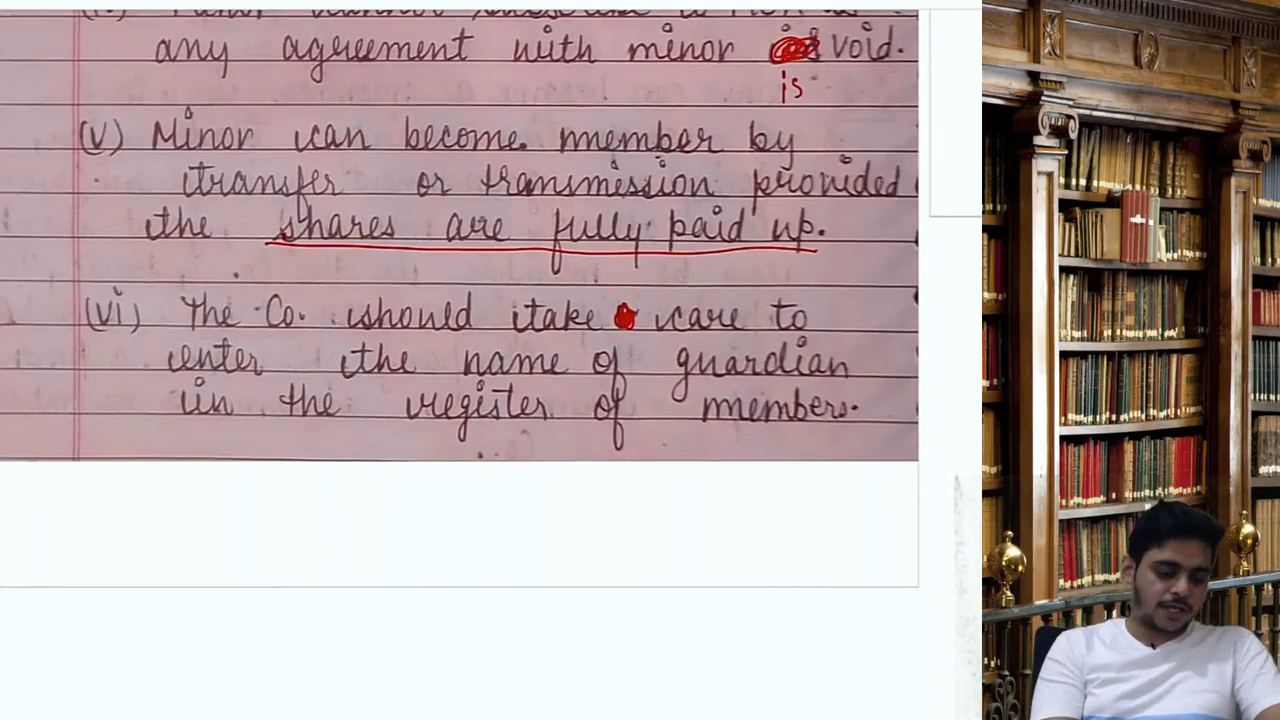 any agreement with minor void.
is
(v) Minor can become member by
transfer or transmission provided
the shares are fully paid up.
(vi) The Co. should take care to
enter the name of guardian
in the register of members.